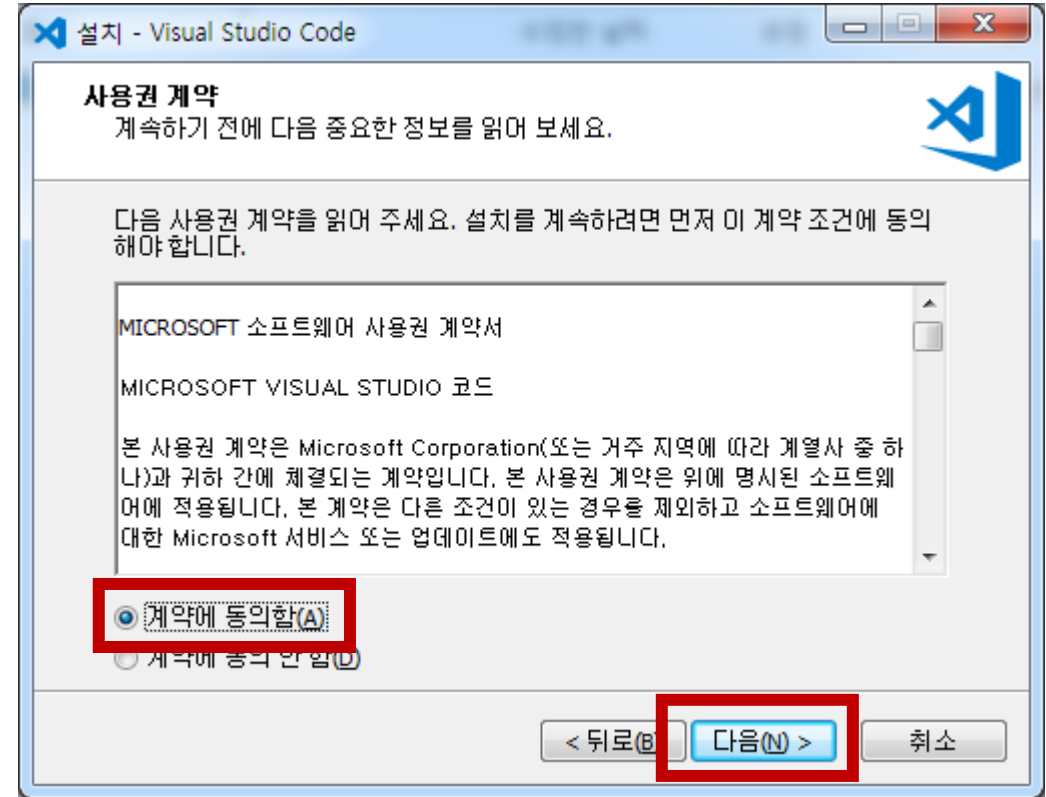 설치 - Visual Studio Code
사용권 계약
계속하기 전에 다음 중요한 정보를 읽어 보세요.
다음 사용권 계약을 읽어 주세요. 설치를 계속하려면 먼저 이 계약 조건에 동의
해야 합니다.
MICROSOFT 소프트웨어 사용권 계약서
MICROSOFT VISUAL STUDIO 코드
본 사용권 계약은 Microsoft Corporation(또는 거주 지역에 따라 계열사 중 하
나)과 귀하 간에 체결되는 계약입니다. 본 사용권 계약은 위에 명시된 소프트웨
어에 적용됩니다. 본 계약은 다른 조건이 있는 경우를 제외하고 소프트웨어에
대한 Microsoft 서비스 또는 업데이트에도 적용됩니다.
계약에 동의함(A)
계약에 동의 안 함(D)
< 뒤로(B) 다음(N) > 취소